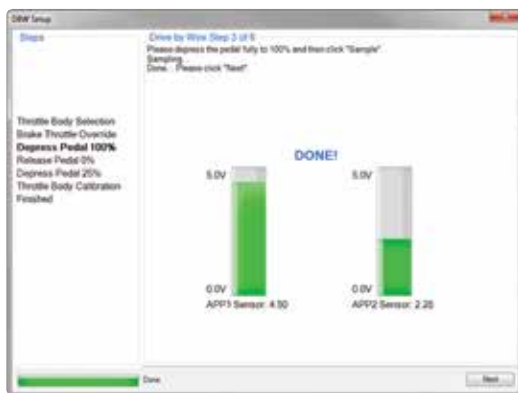 DBW Setup
Steps
Throttle Body Selection
Brake Throttle Override
Depress Pedal 100%
Release Pedal 0%
Depress Pedal 25%
Throttle Body Calibration
Finished
Drive by Wire Step 3 of 6
Please depress the pedal fully to 100% and then click "Sample"
Sampling...
Done... Please click "Next"
DONE!
5.0V
5.0V
0.0V
0.0V
APP1 Sensor: 4.50
APP2 Sensor: 2.25
Done
Next